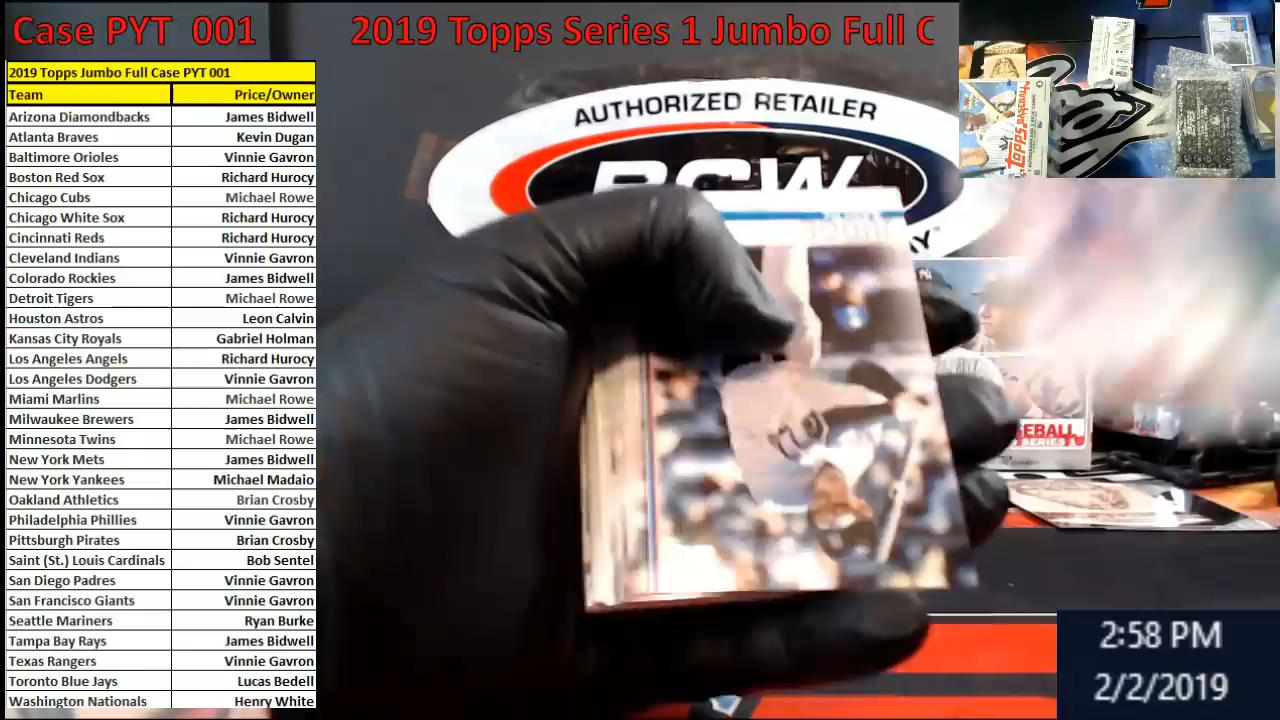 Case PYT 001
2019 Topps Series 1 Jumbo Full C
2019 Topps Jumbo Full Case PYT 001
Team Price/Owner
Arizona Diamondbacks James Bidwell
Atlanta Braves Kevin Dugan
Baltimore Orioles Vinnie Gavron
Boston Red Sox Richard Hurocy
Chicago Cubs Michael Rowe
Chicago White Sox Richard Hurocy
Cincinnati Reds Richard Hurocy
Cleveland Indians Vinnie Gavron
Colorado Rockies James Bidwell
Detroit Tigers Michael Rowe
Houston Astros Leon Calvin
Kansas City Royals Gabriel Holman
Los Angeles Angels Richard Hurocy
Los Angeles Dodgers Vinnie Gavron
Miami Marlins Michael Rowe
Milwaukee Brewers James Bidwell
Minnesota Twins Michael Rowe
New York Mets James Bidwell
New York Yankees Michael Madaio
Oakland Athletics Brian Crosby
Philadelphia Phillies Vinnie Gavron
Pittsburgh Pirates Brian Crosby
Saint (St.) Louis Cardinals Bob Sentel
San Diego Padres Vinnie Gavron
San Francisco Giants Vinnie Gavron
Seattle Mariners Ryan Burke
Tampa Bay Rays James Bidwell
Texas Rangers Vinnie Gavron
Toronto Blue Jays Lucas Bedell
Washington Nationals Henry White
AUTHORIZED RETAILER
BCW
Topps BASEBALL
EBALL
SERIES
2:58 PM
2/2/2019